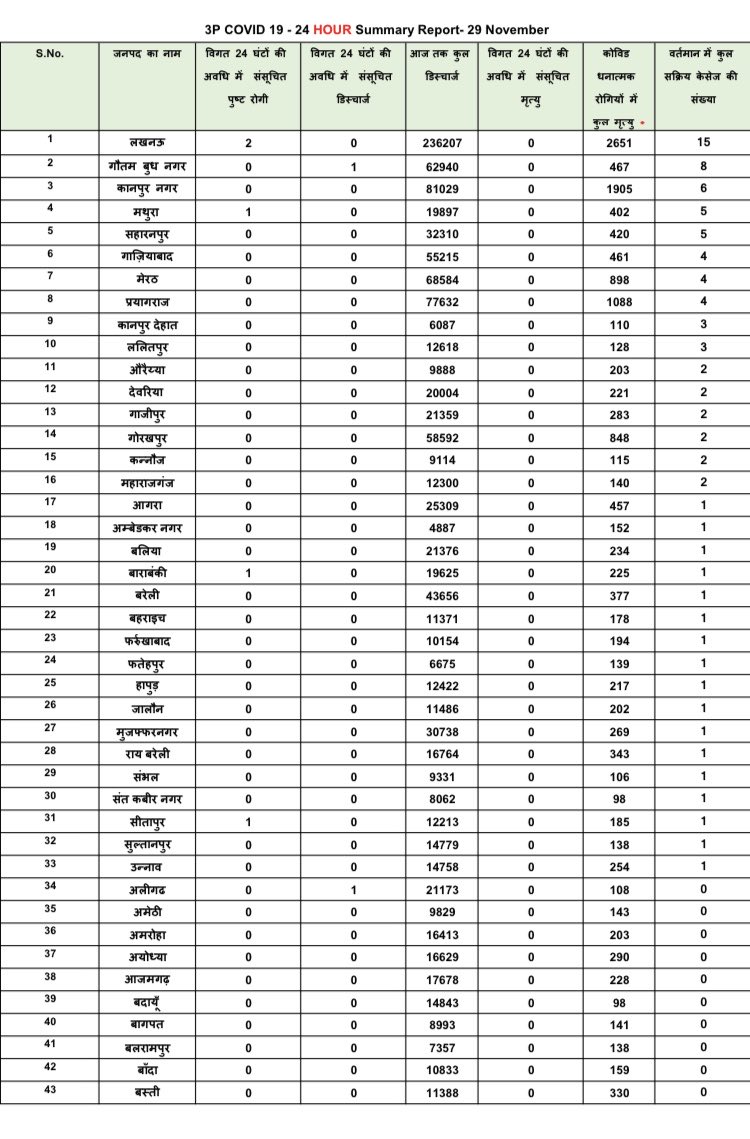 3P COVID 19 - 24 HOUR Summary Report- 29 November
S.No. जनपद का नाम विगत 24 घंटों की अवधि में संसूचित पुष्ट रोगी विगत 24 घंटों की अवधि में संसूचित डिस्चार्ज आज तक कुल डिस्चार्ज विगत 24 घंटों की अवधि में संसूचित मृत्यु कोविड धनात्मक रोगियों में कुल मृत्यु * वर्तमान में कुल सक्रिय केसेज की संख्या
1 लखनऊ 2 0 236207 0 2651 15
2 गौतम बुध नगर 0 1 62940 0 467 8
3 कानपुर नगर 0 0 81029 0 1905 6
4 मथुरा 1 0 19897 0 402 5
5 सहारनपुर 0 0 32310 0 420 5
6 गाज़ियाबाद 0 0 55215 0 461 4
7 मेरठ 0 0 68584 0 898 4
8 प्रयागराज 0 0 77632 0 1088 4
9 कानपुर देहात 0 0 6087 0 110 3
10 ललितपुर 0 0 12618 0 128 3
11 औरैय्या 0 0 9888 0 203 2
12 देवरिया 0 0 20004 0 221 2
13 गाजीपुर 0 0 21359 0 283 2
14 गोरखपुर 0 0 58592 0 848 2
15 कन्नौज 0 0 9114 0 115 2
16 महाराजगंज 0 0 12300 0 140 2
17 आगरा 0 0 25309 0 457 1
18 अम्बेडकर नगर 0 0 4887 0 152 1
19 बलिया 0 0 21376 0 234 1
20 बाराबंकी 1 0 19625 0 225 1
21 बरेली 0 0 43656 0 377 1
22 बहराइच 0 0 11371 0 178 1
23 फर्रुखाबाद 0 0 10154 0 194 1
24 फतेहपुर 0 0 6675 0 139 1
25 हापुड़ 0 0 12422 0 217 1
26 जालौन 0 0 11486 0 202 1
27 मुजफ्फरनगर 0 0 30738 0 269 1
28 राय बरेली 0 0 16764 0 343 1
29 संभल 0 0 9331 0 106 1
30 संत कबीर नगर 0 0 8062 0 98 1
31 सीतापुर 1 0 12213 0 185 1
32 सुल्तानपुर 0 0 14779 0 138 1
33 उन्नाव 0 0 14758 0 254 1
34 अलीगढ 0 1 21173 0 108 0
35 अमेठी 0 0 9829 0 143 0
36 अमरोहा 0 0 16413 0 203 0
37 अयोध्या 0 0 16629 0 290 0
38 आजमगढ़ 0 0 17678 0 228 0
39 बदायूँ 0 0 14843 0 98 0
40 बागपत 0 0 8993 0 141 0
41 बलरामपुर 0 0 7357 0 138 0
42 बाँदा 0 0 10833 0 159 0
43 बस्ती 0 0 11388 0 330 0